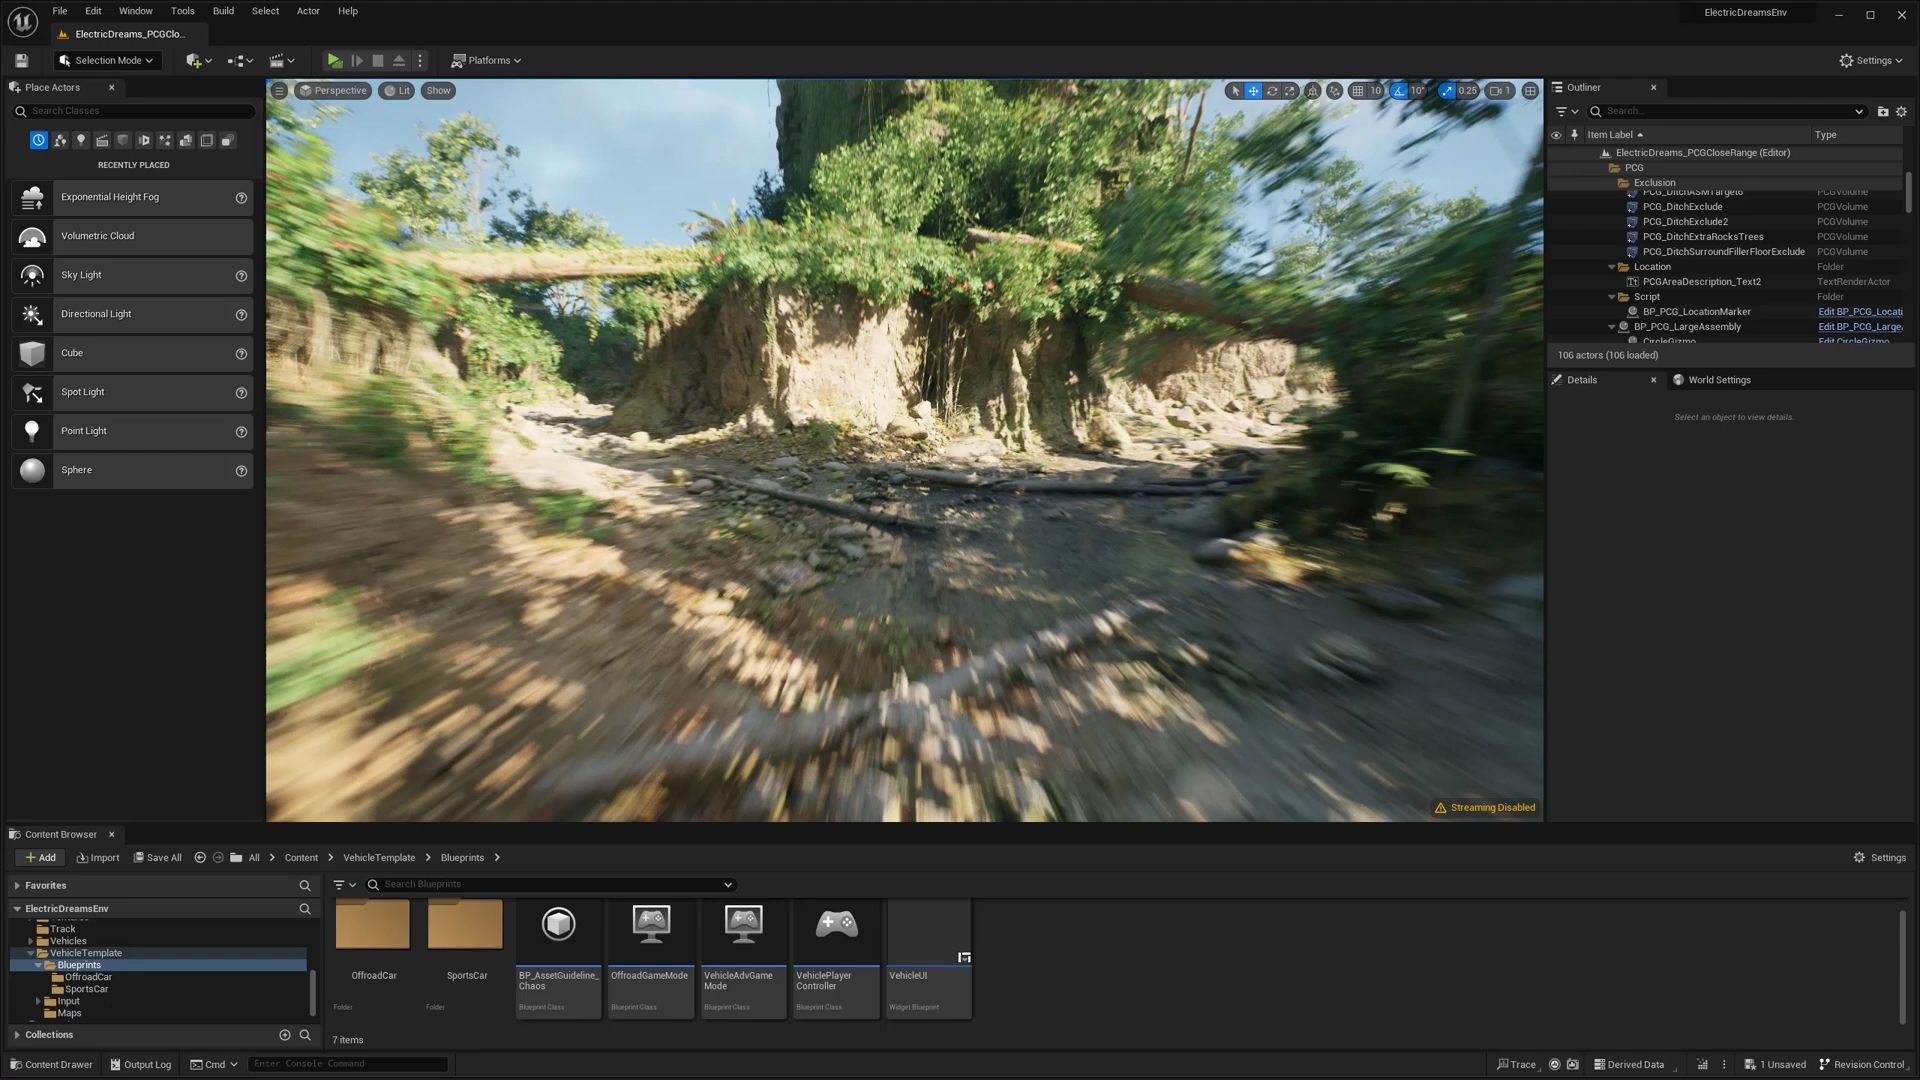 File Edit Window Tools Build Select Actor Help
ElectricDreamsEnv
ElectricDreams_PCGClo...
Selection Mode
Platforms
Settings
Place Actors
Search Classes
RECENTLY PLACED
Exponential Height Fog
Volumetric Cloud
Sky Light
Directional Light
Cube
Spot Light
Point Light
Sphere
Perspective Lit Show
10 10° 0.25 1
Streaming Disabled
Outliner
Search...
Item Label Type
ElectricDreams_PCGCloseRange (Editor)
PCG
Exclusion
PCG_DitchASMTarget6 PCGVolume
PCG_DitchExclude PCGVolume
PCG_DitchExclude2 PCGVolume
PCG_DitchExtraRocksTrees PCGVolume
PCG_DitchSurroundFillerFloorExclude PCGVolume
Location Folder
PCGAreaDescription_Text2 TextRenderActor
Script Folder
BP_PCG_LocationMarker Edit BP_PCG_Locati
BP_PCG_LargeAssembly Edit BP_PCG_Large
CircleGizmo Edit CircleGizmo
106 actors (106 loaded)
Details
World Settings
Select an object to view details.
Content Browser
Add Import Save All All Content VehicleTemplate Blueprints
Settings
Favorites
ElectricDreamsEnv
Track
Vehicles
VehicleTemplate
Blueprints
OffroadCar
SportsCar
Input
Maps
Collections
Search Blueprints
OffroadCar
Folder
SportsCar
Folder
BP_AssetGuideline_
Chaos
Blueprint Class
OffroadGameMode
Blueprint Class
VehicleAdvGame
Mode
Blueprint Class
VehiclePlayer
Controller
Blueprint Class
VehicleUI
Widget Blueprint
7 items
Content Drawer Output Log Cmd Enter Console Command
Trace Derived Data 1 Unsaved Revision Control